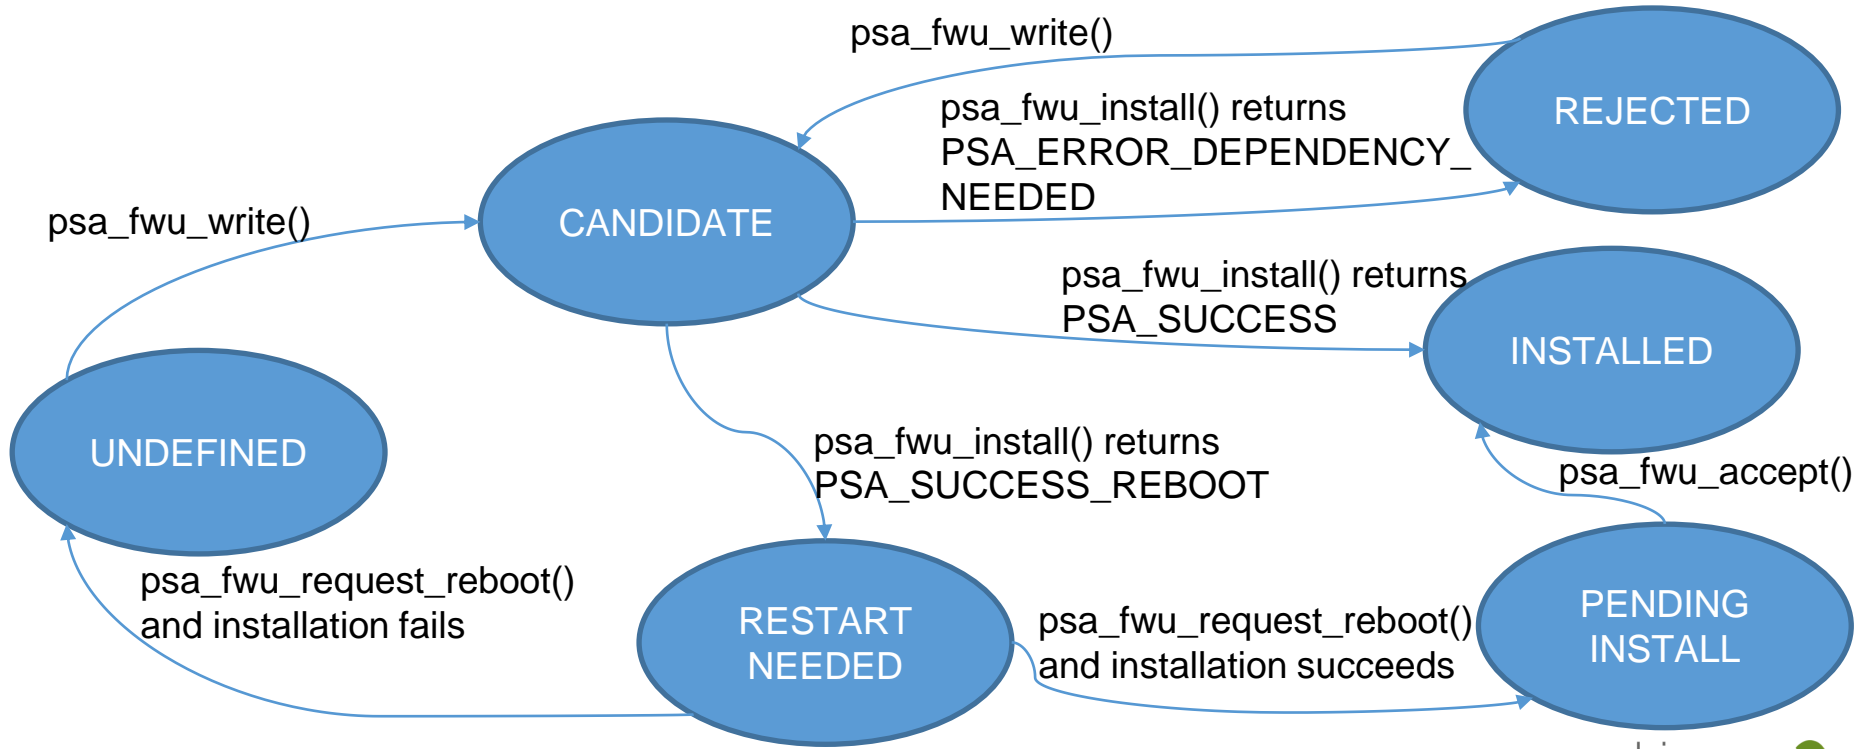 psa_fwu_write()
psa_fwu_install() returns
PSA_ERROR_DEPENDENCY_
NEEDED
REJECTED
psa_fwu_write()
CANDIDATE
psa_fwu_install() returns
PSA_SUCCESS
INSTALLED
UNDEFINED
psa_fwu_install() returns
PSA_SUCCESS_REBOOT
psa_fwu_accept()
psa_fwu_request_reboot()
and installation fails
RESTART
NEEDED
psa_fwu_request_reboot()
and installation succeeds
PENDING
INSTALL